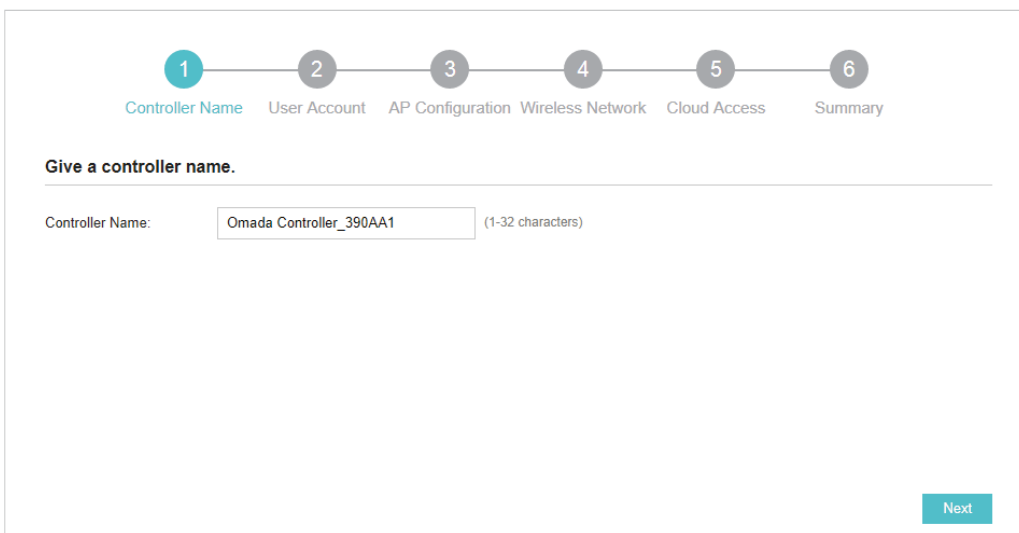 1 2 3 4 5 6
Controller Name User Account AP Configuration Wireless Network Cloud Access Summary
Give a controller name.
Controller Name: Omada Controller_390AA1 (1-32 characters)
Next